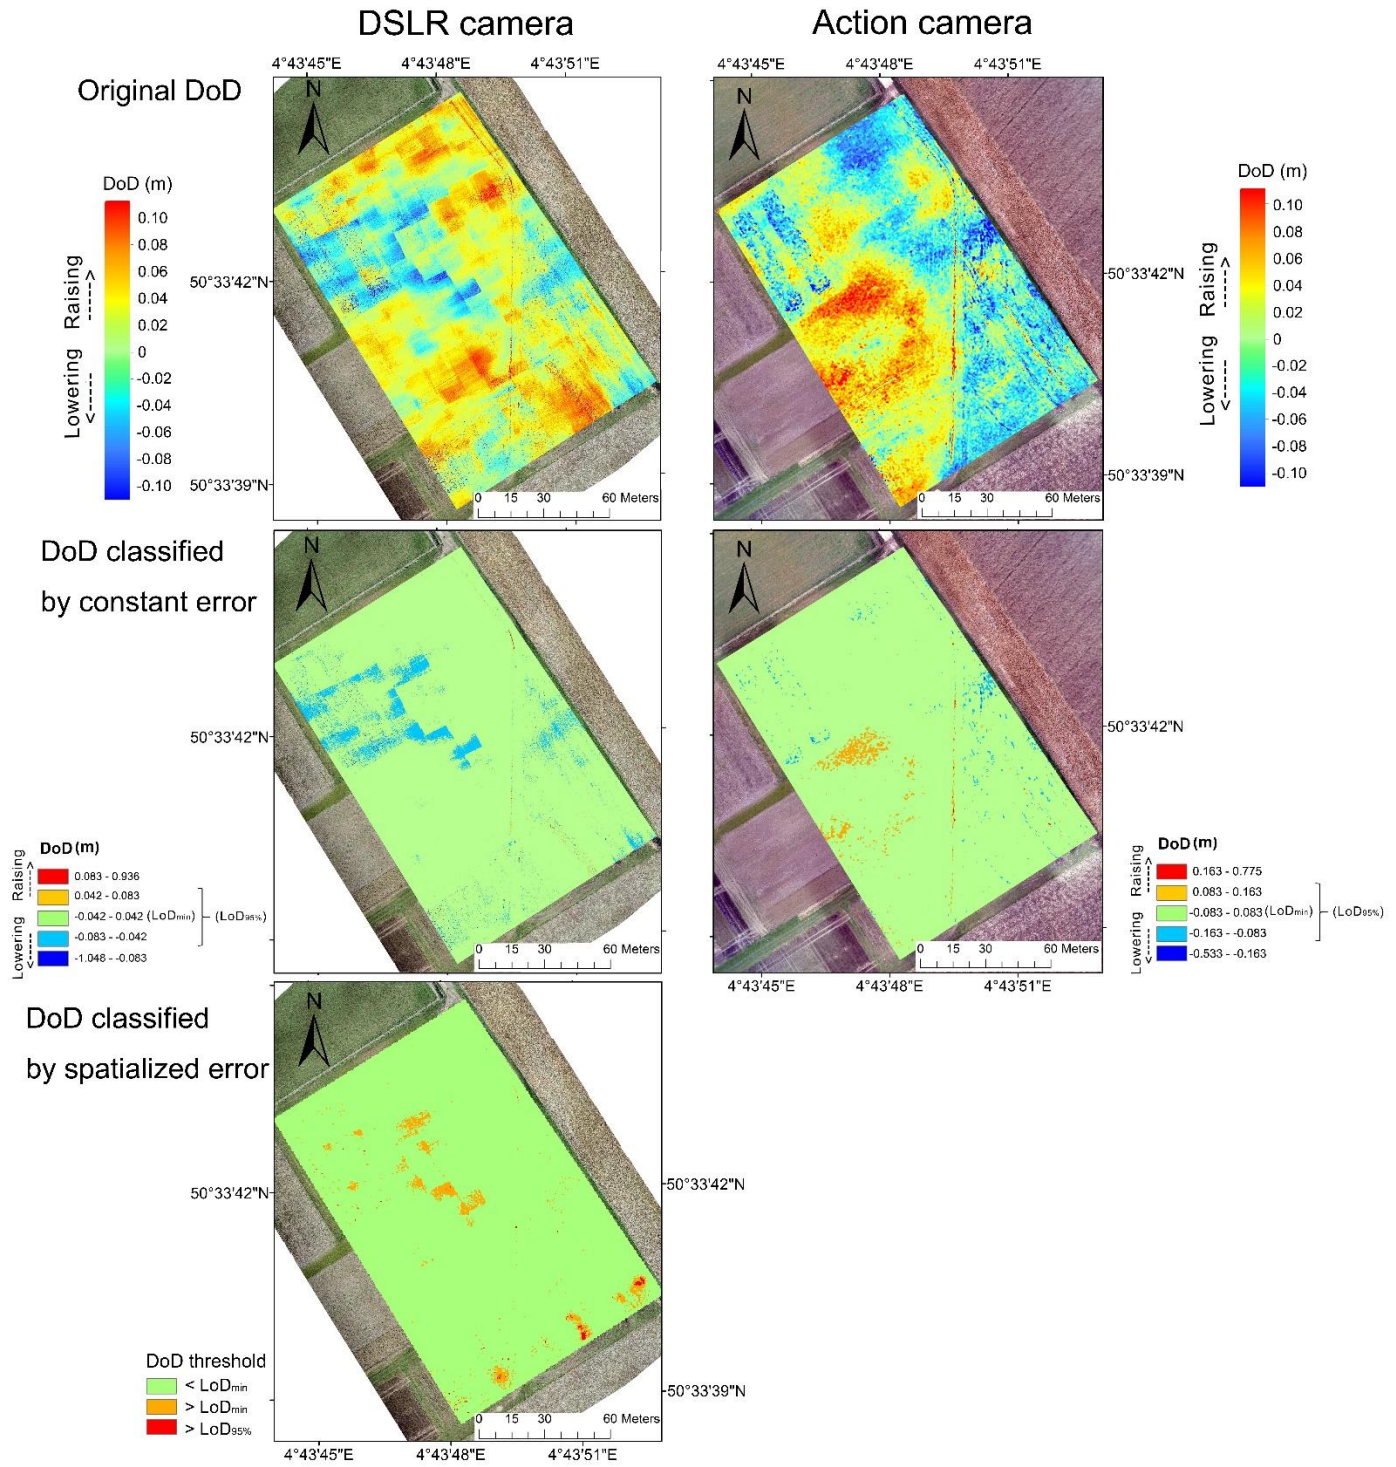 DSLR camera
Action camera
4°43'45"E 4°43'48"E 4°43'51"E
4°43'45"E 4°43'48"E 4°43'51"E
Original DoD
N
N
DoD (m)
0.10
0.08
0.06
0.04
0.02
0
-0.02
-0.04
-0.06
-0.08
-0.10
Raising
Lowering
50°33'42"N
50°33'39"N
0 15 30 60 Meters
50°33'42"N
50°33'39"N
0 15 30 60 Meters
DoD (m)
0.10
0.08
0.06
0.04
0.02
0
-0.02
-0.04
-0.06
-0.08
-0.10
Raising
Lowering
DoD classified
by constant error
N
N
50°33'42"N
50°33'42"N
DoD (m)
0.083 - 0.936
0.042 - 0.083
-0.042 - 0.042 (LoDmin) (LoD95%)
-0.083 - -0.042
-1.048 - -0.083
Raising
Lowering
0 15 30 60 Meters
0 15 30 60 Meters
DoD (m)
0.163 - 0.775
0.083 - 0.163
-0.083 - 0.083 (LoDmin) (LoD95%)
-0.163 - -0.083
-0.533 - -0.163
Raising
Lowering
4°43'45"E 4°43'48"E 4°43'51"E
DoD classified
by spatialized error
N
50°33'42"N
50°33'42"N
50°33'39"N
DoD threshold
< LoDmin
> LoDmin
> LoD95%
0 15 30 60 Meters
4°43'45"E 4°43'48"E 4°43'51"E